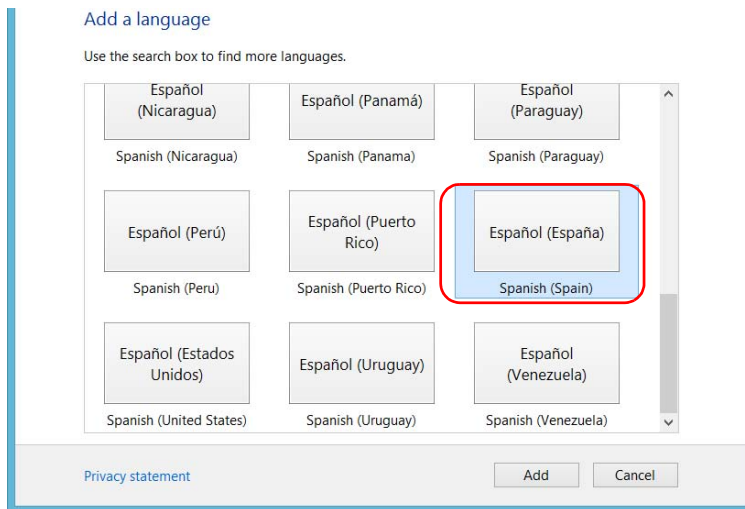 Add a language
Use the search box to find more languages.
Español
(Nicaragua)
Español (Panamá)
Español
(Paraguay)
Spanish (Nicaragua)
Spanish (Panama)
Spanish (Paraguay)
Español (Perú)
Español (Puerto
Rico)
Español (España)
Spanish (Peru)
Spanish (Puerto Rico)
Spanish (Spain)
Español (Estados
Unidos)
Español (Uruguay)
Español
(Venezuela)
Spanish (United States)
Spanish (Uruguay)
Spanish (Venezuela)
Privacy statement
Add
Cancel